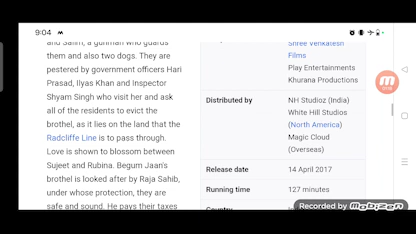 9:04
and Salim, a gunman who guards
them and also two dogs. They are
pestered by government officers Hari
Prasad, Ilyas Khan and Inspector
Shyam Singh who visit her and ask
all of the residents to evict the
brothel, as it lies on the land that the
Radcliffe Line is to pass through.
Love is shown to blossom between
Sujeet and Rubina. Begum Jaan's
brothel is looked after by Raja Sahib,
under whose protection, they are
safe and sound. He pays their taxes
Shree Venkatesh
Films
Play Entertainments
Khurana Productions
Distributed by
NH Studioz (India)
White Hill Studios
(North America)
Magic Cloud
(Overseas)
Release date
14 April 2017
Running time
127 minutes
Country
Recorded by
MOBIZEN